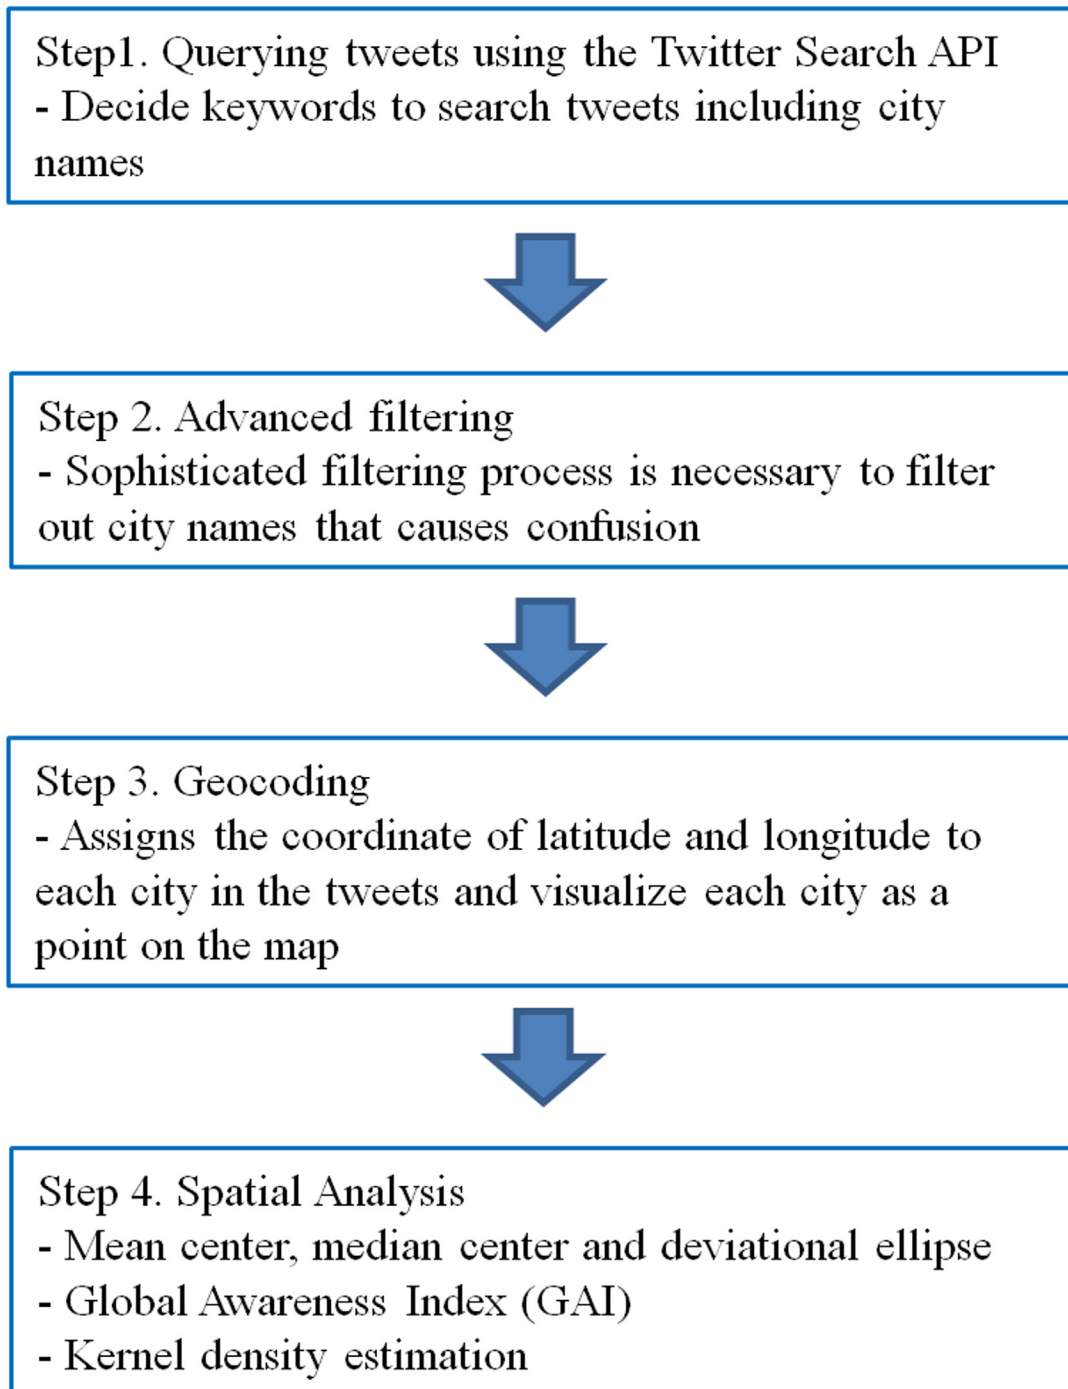 Step1. Querying tweets using the Twitter Search API
- Decide keywords to search tweets including city
names
Step 2. Advanced filtering
- Sophisticated filtering process is necessary to filter
out city names that causes confusion
Step 3. Geocoding
- Assigns the coordinate of latitude and longitude to
each city in the tweets and visualize each city as a
point on the map
Step 4. Spatial Analysis
- Mean center, median center and deviational ellipse
- Global Awareness Index (GAI)
- Kernel density estimation